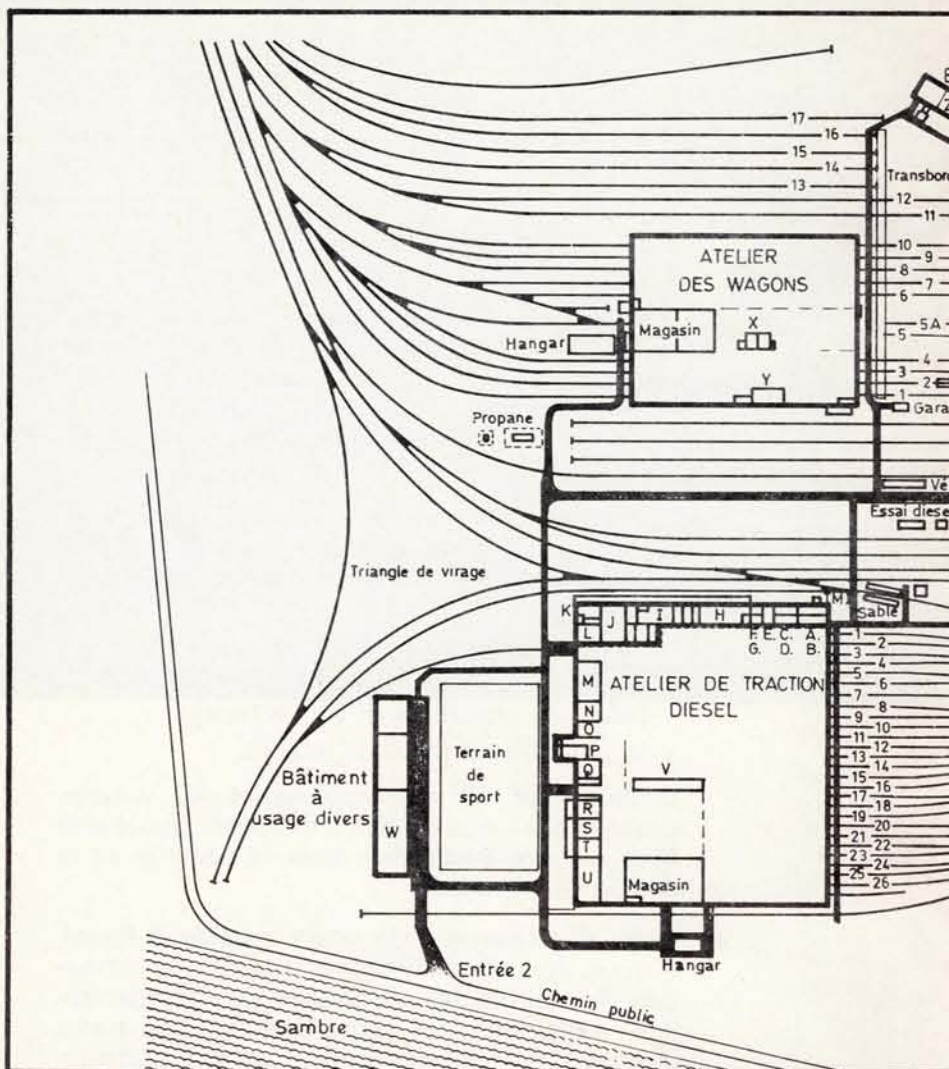 17
16
15
14
13
Transbor
12
11
10
9
8
7
6
5A
5
4
3
2
1
ATELIER
DES WAGONS
Magasin
X
Y
Hangar
Gara
Propane
Vé
Essai diese
Triangle de virage
Sable
K
J
I
H
L
F. E. C. A.
G. D. B.
M
N
O
P
Q
R
S
T
U
ATELIER DE TRACTION
DIESEL
V
Magasin
1
2
3
4
5
6
7
8
9
10
11
12
13
14
15
16
17
18
19
20
21
22
23
24
25
26
Terrain
de
sport
Bâtiment
à
usage divers
W
Entrée 2
Hangar
Chemin public
Sambre